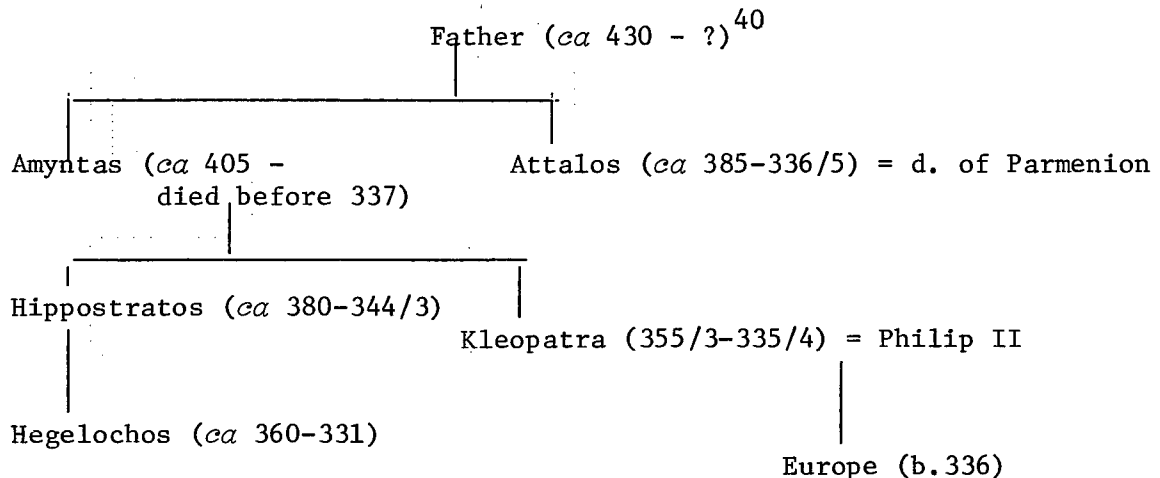 Father (ca 430 - ?)40
Amyntas (ca 405 -
died before 337)
Attalos (ca 385-336/5) = d. of Parmenion
Hippostratos (ca 380-344/3)
Kleopatra (355/3-335/4) = Philip II
Hegelochos (ca 360-331)
Europe (b.336)